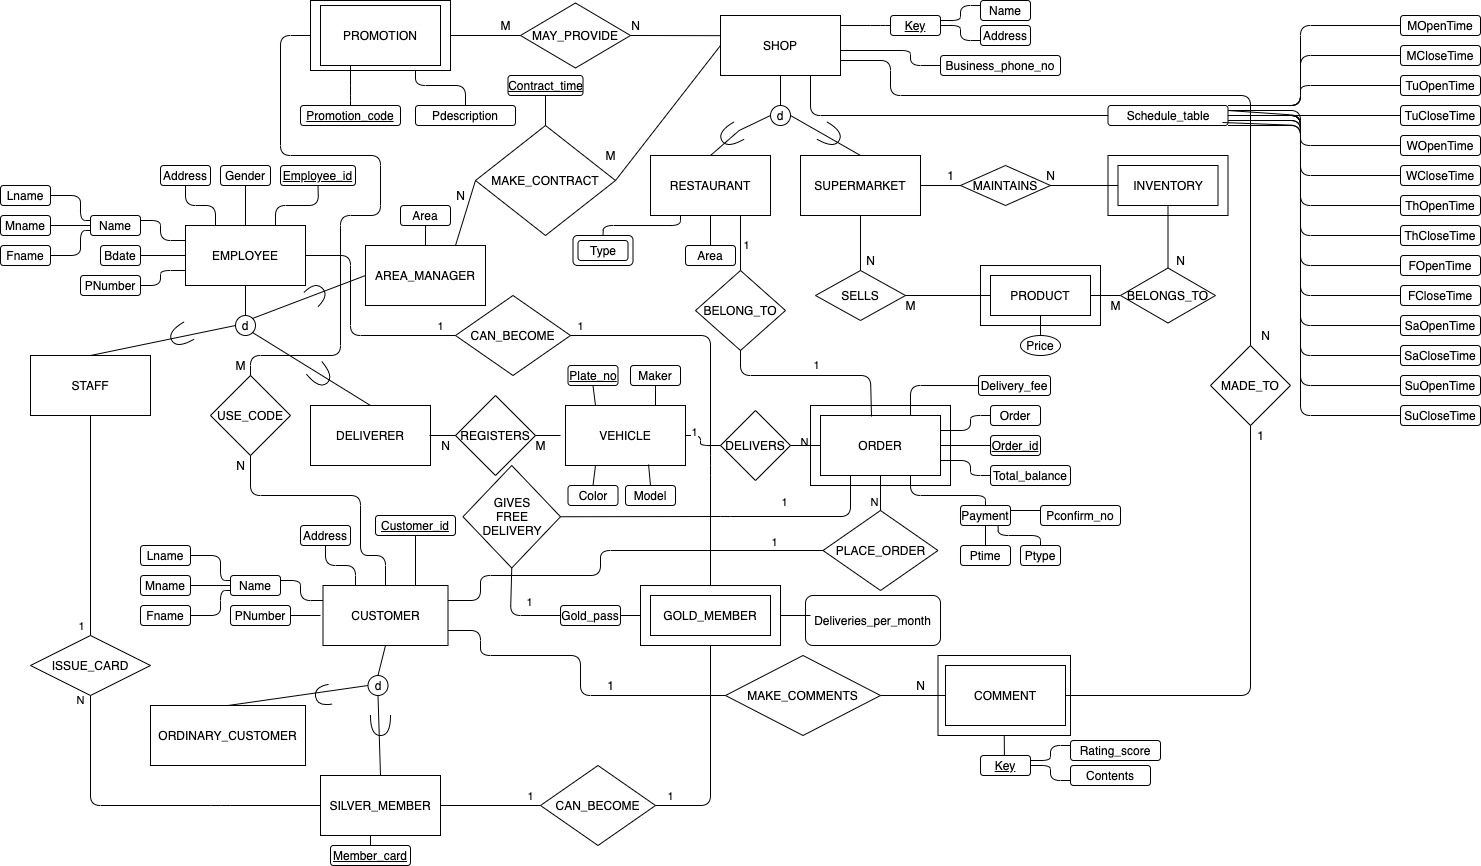 PROMOTION
M
MAY_PROVIDE
N
SHOP
Key
Name
Address
Business_phone_no
MOpenTime
MCloseTime
TuOpenTime
TuCloseTime
WOpenTime
WCloseTime
ThOpenTime
ThCloseTime
FOpenTime
FCloseTime
SaOpenTime
SaCloseTime
SuOpenTime
SuCloseTime
Promotion_code
Pdescription
Contract_time
d
Schedule_table
M
MAKE_CONTRACT
N
Address
Gender
Employee_id
Lname
Mname
Fname
Name
Bdate
PNumber
EMPLOYEE
Area
AREA_MANAGER
RESTAURANT
Type
Area
1
SUPERMARKET
1
MAINTAINS
N
INVENTORY
N
SELLS
M
PRODUCT
M
BELONGS_TO
N
Price
BELONG_TO
1
d
1
CAN_BECOME
1
STAFF
M
USE_CODE
N
DELIVERER
N
REGISTERS
M
Plate_no
Maker
VEHICLE
Color
Model
1
DELIVERS
N
ORDER
Delivery_fee
Order
Order_id
Total_balance
Payment
Pconfirm_no
Ptime
Ptype
N
MADE_TO
1
GIVES
FREE
DELIVERY
1
1
N
PLACE_ORDER
1
Address
Customer_id
Lname
Mname
Fname
Name
PNumber
CUSTOMER
Gold_pass
GOLD_MEMBER
Deliveries_per_month
1
ISSUE_CARD
N
d
ORDINARY_CUSTOMER
1
MAKE_COMMENTS
N
COMMENT
Key
Rating_score
Contents
SILVER_MEMBER
1
CAN_BECOME
1
Member_card